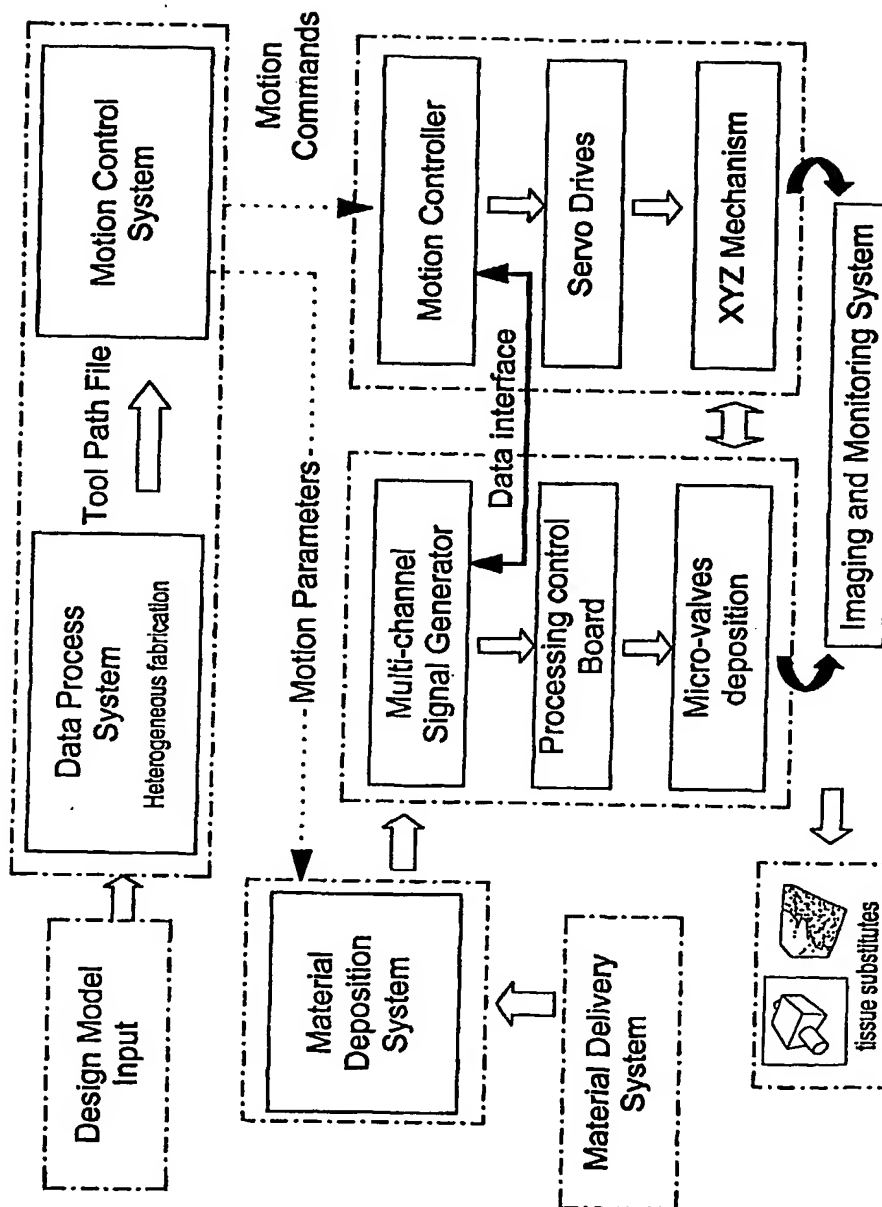 Design Model
Input
Data Process
System
Heterogeneous fabrication
Tool Path File
Motion Control
System
Motion Parameters
Motion
Commands
Material
Deposition
System
Material Delivery
System
Multi-channel
Signal Generator
Processing control
Board
Micro-valves
deposition
Data interface
Motion Controller
Servo Drives
XYZ Mechanism
Imaging and Monitoring System
tissue substitutes